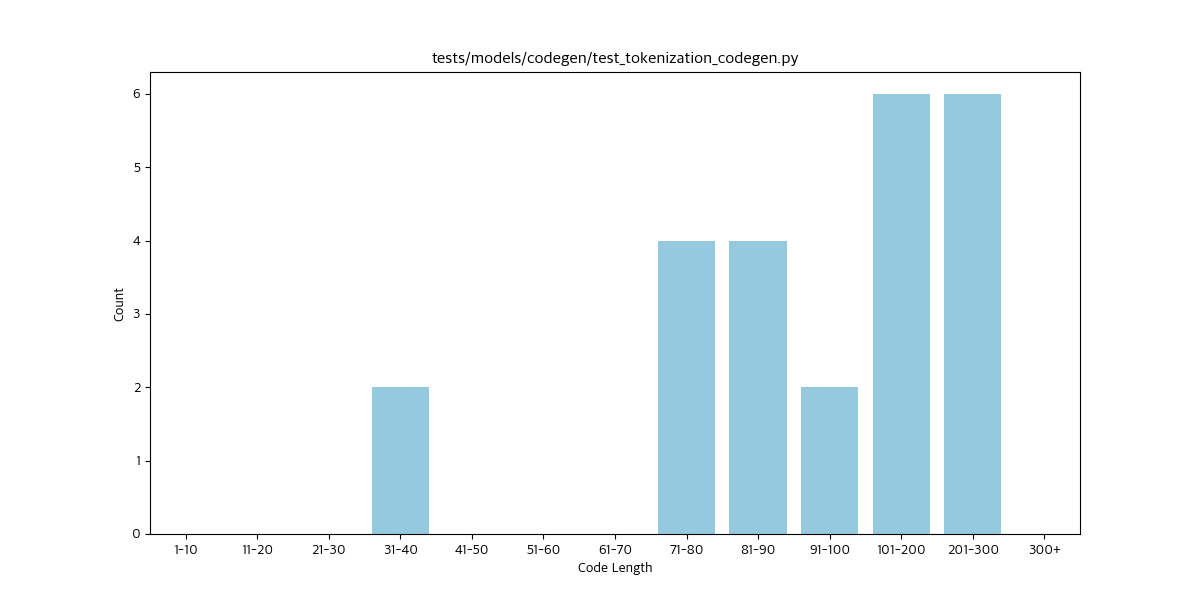 tests/models/codegen/test_tokenization_codegen.py
6
5
4
3
2
1
0
Count
1-10 11-20 21-30 31-40 41-50 51-60 61-70 71-80 81-90 91-100 101-200 201-300 300+
Code Length